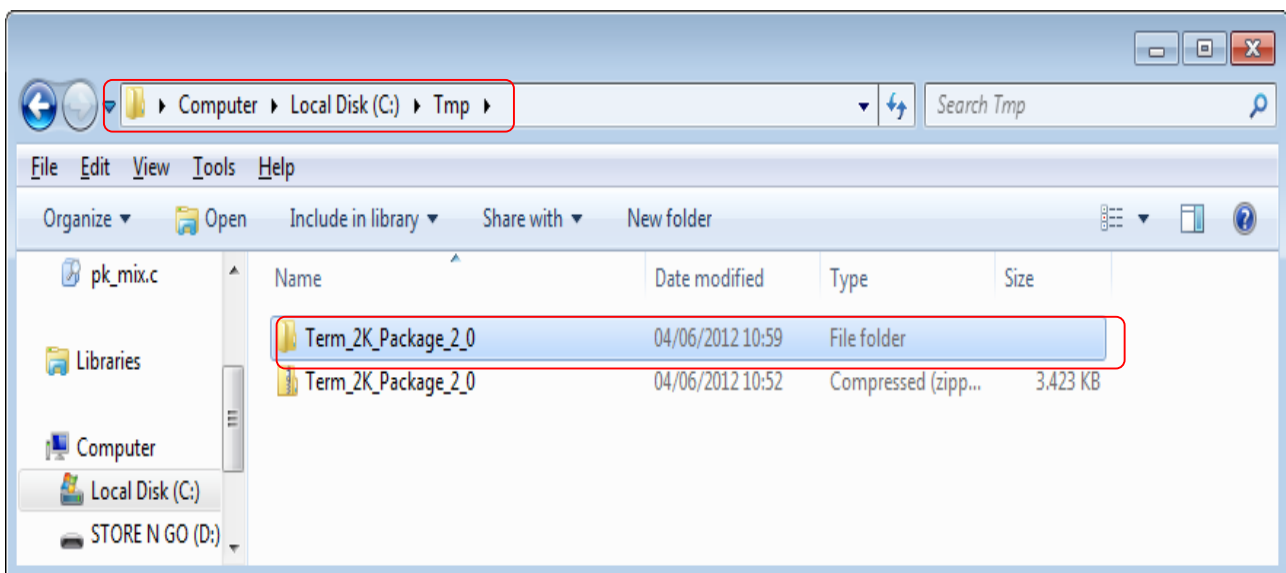 Computer Local Disk (C:) Tmp Search Tmp
File Edit View Tools Help
Organize Open Include in library Share with New folder
pk_mix.c Name Date modified Type Size
Term_2K_Package_2_0 04/06/2012 10:59 File folder
Libraries
Term_2K_Package_2_0 04/06/2012 10:52 Compressed (zipp... 3.423 KB
Computer
Local Disk (C:)
STORE N GO (D:)